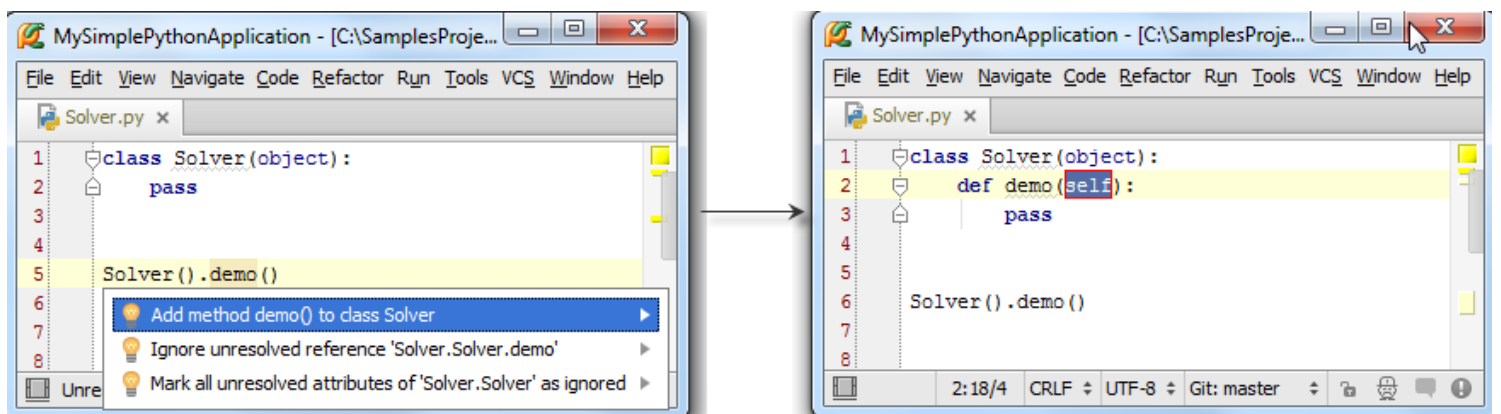 MySimplePythonApplication - [C:\SamplesProje...
File Edit View Navigate Code Refactor Run Tools VCS Window Help
Solver.py
1 class Solver(object):
2 pass
3
4
5 Solver().demo()
6 Add method demo() to class Solver
7 Ignore unresolved reference 'Solver.Solver.demo'
8 Mark all unresolved attributes of 'Solver.Solver' as ignored
Unre
MySimplePythonApplication - [C:\SamplesProje...
File Edit View Navigate Code Refactor Run Tools VCS Window Help
Solver.py
1 class Solver(object):
2 def demo(self):
3 pass
4
5
6 Solver().demo()
7
8
2:18/4 CRLF UTF-8 Git: master